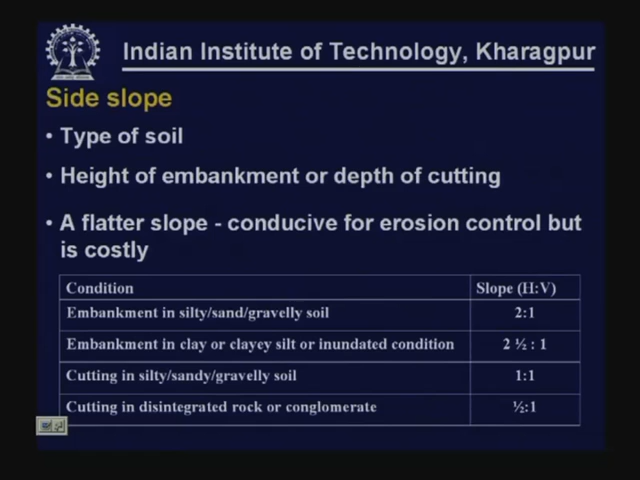 Indian Institute of Technology, Kharagpur
Side slope
• Type of soil
• Height of embankment or depth of cutting
• A flatter slope - conducive for erosion control but
is costly
Condition Slope (H:V)
Embankment in silty/sand/gravelly soil 2:1
Embankment in clay or clayey silt or inundated condition 2 ½ : 1
Cutting in silty/sandy/gravelly soil 1:1
Cutting in disintegrated rock or conglomerate ½:1